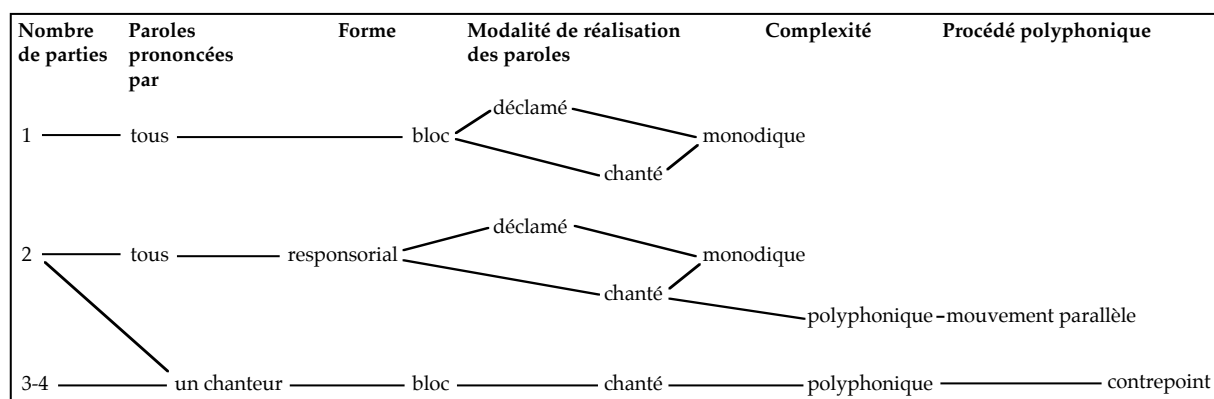 Nombre de parties Paroles prononcées par Forme Modalité de réalisation des paroles Complexité Procédé polyphonique
déclamé
1 tous bloc monodique
chanté
déclamé
2 tous responsorial monodique
chanté
polyphonique mouvement parallèle
3-4 un chanteur bloc chanté polyphonique contrepoint